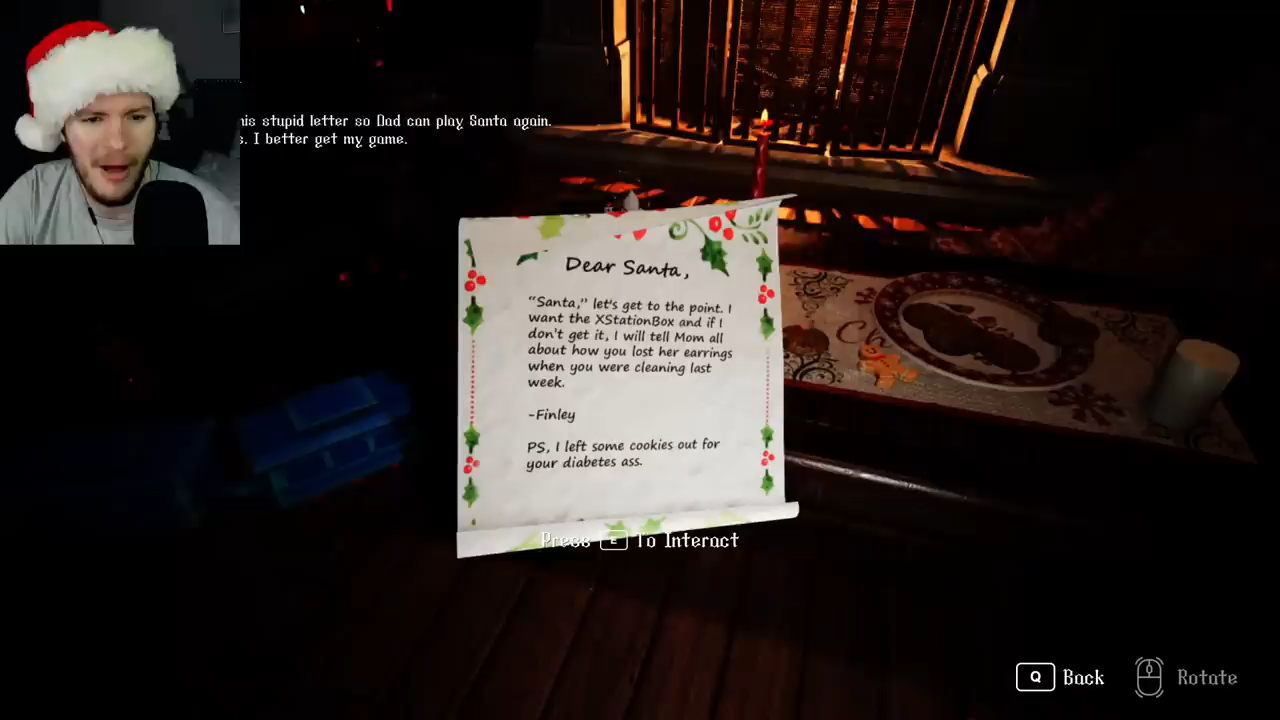 his stupid letter so Dad can play Santa again.
s. I better get my game.
Dear Santa,
“Santa,” let's get to the point. I
want the XStationBox and if I
don't get it, I will tell Mom all
about how you lost her earrings
when you were cleaning last
week.
-Finley
PS, I left some cookies out for
your diabetes ass.
Press E To Interact
Ch
Q Back
Rotate